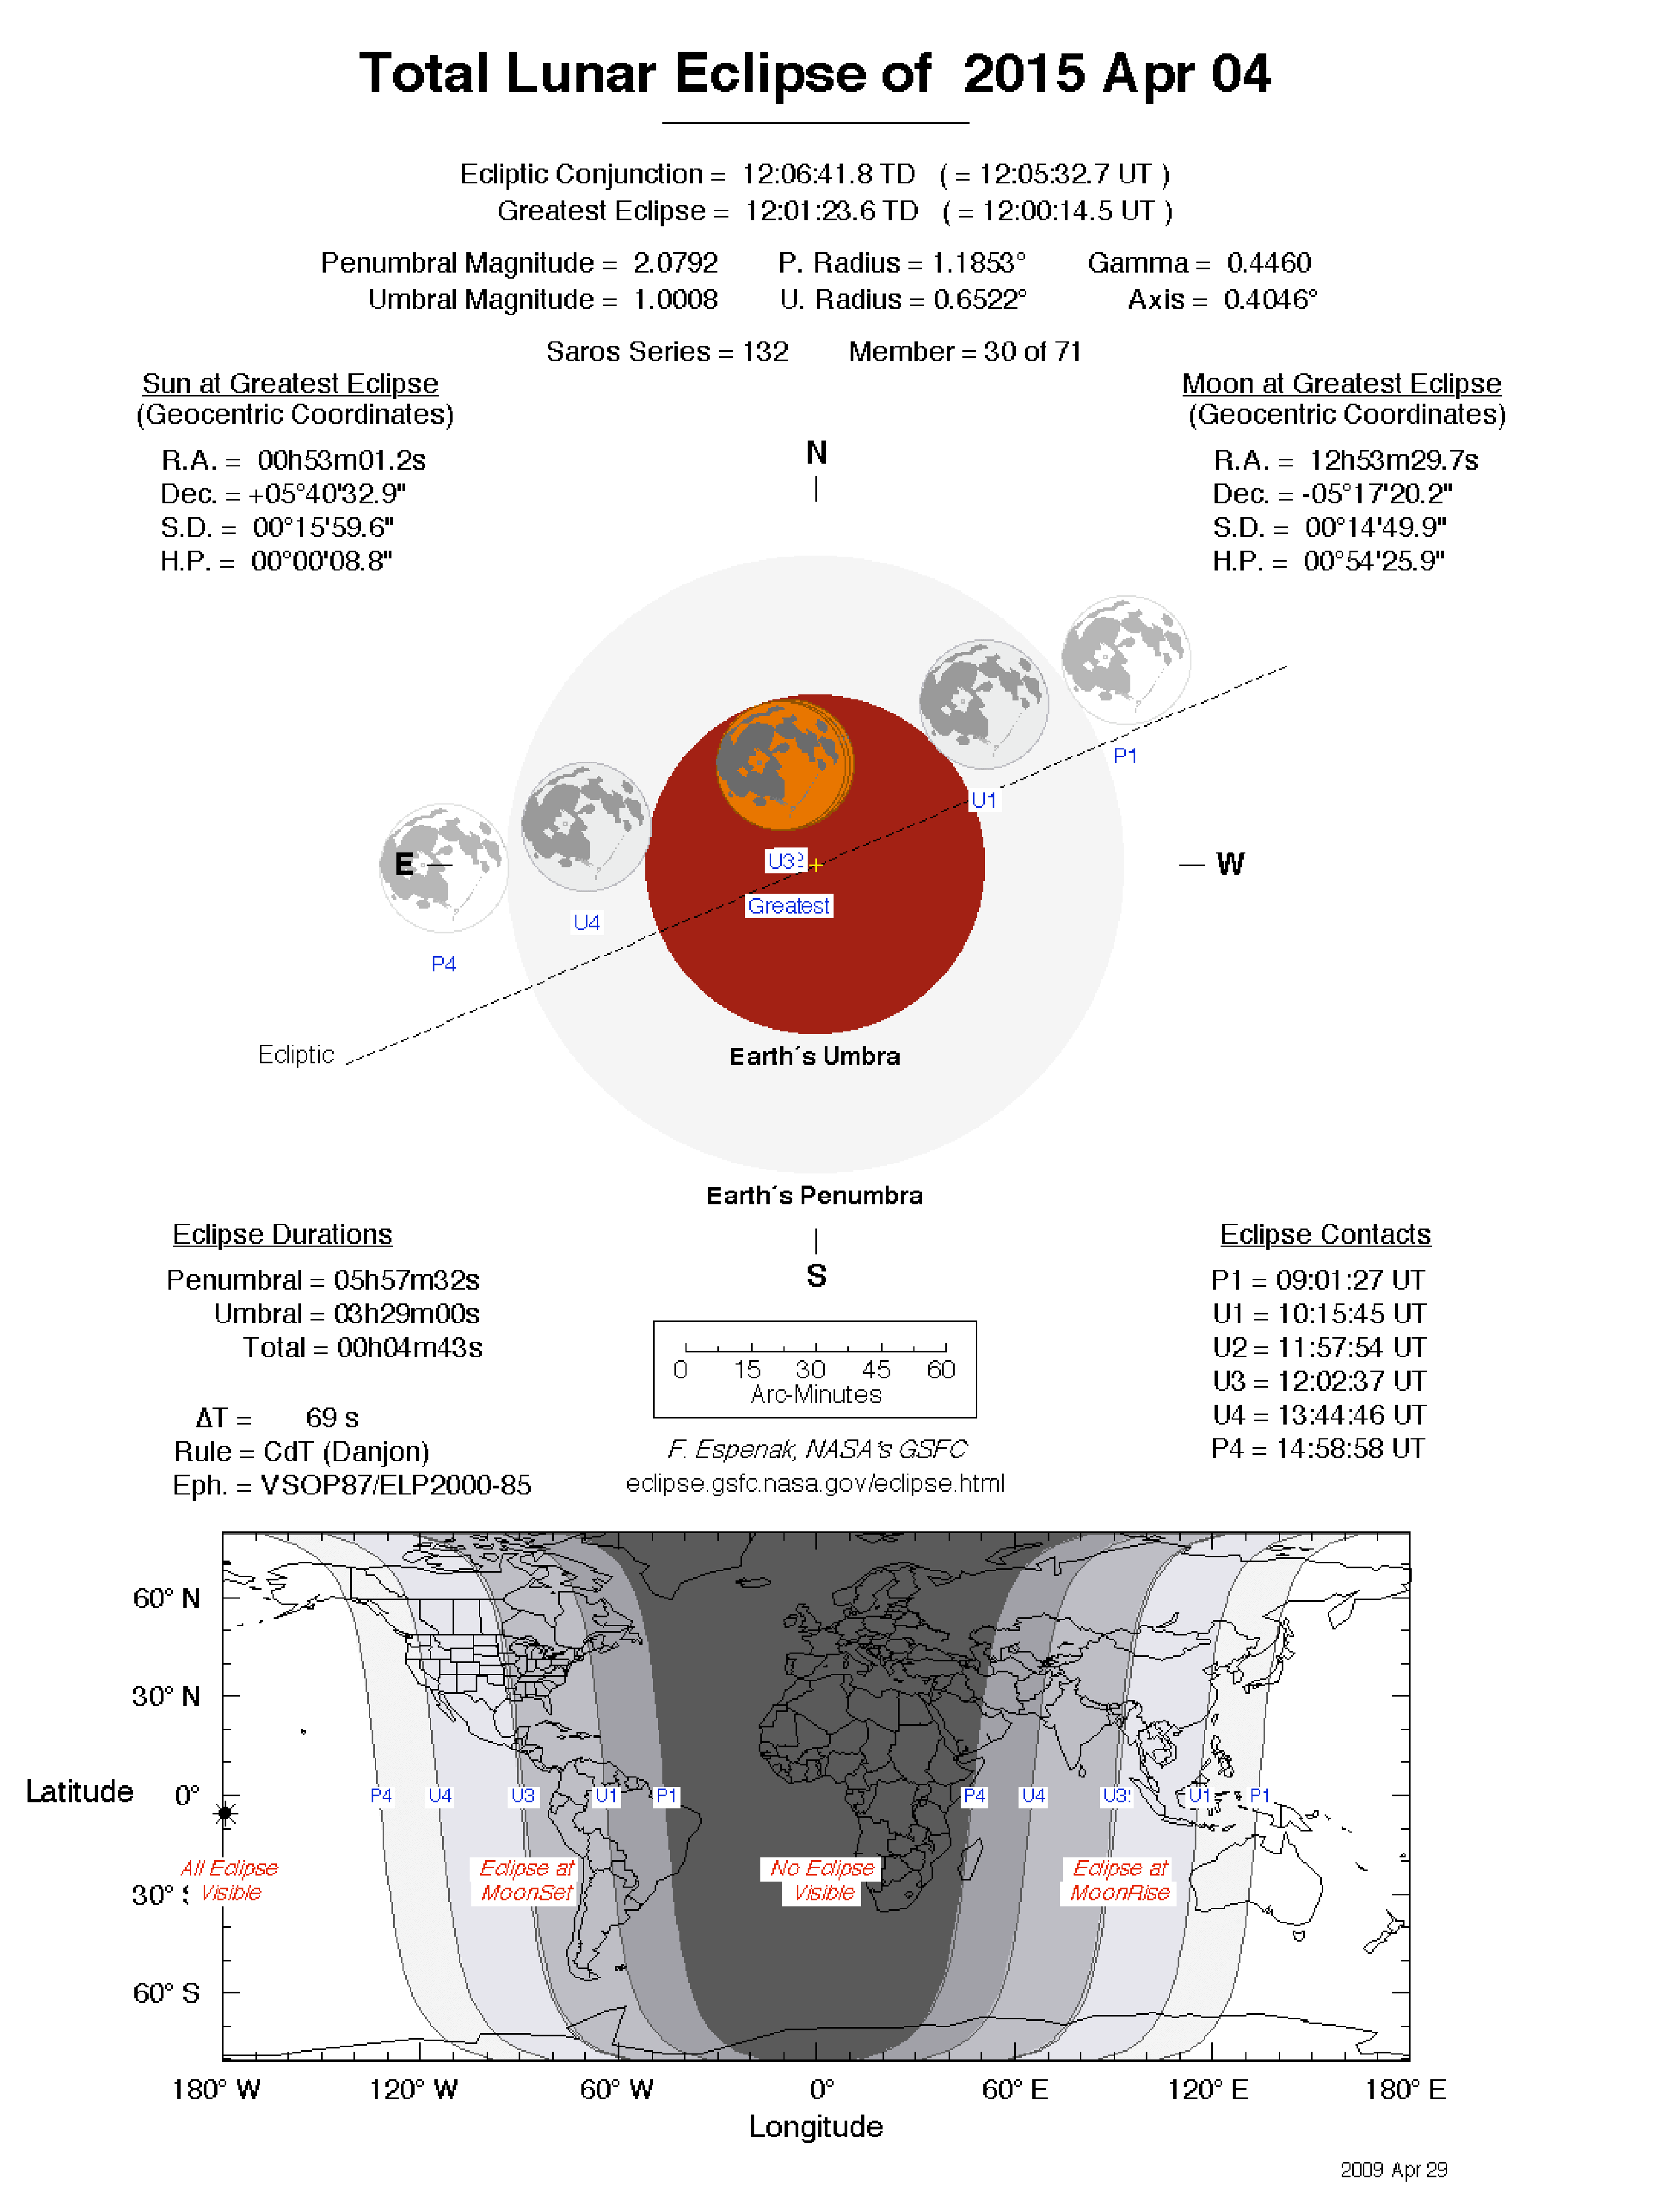 Total Lunar Eclipse of 2015 Apr 04
Ecliptic Conjunction = 12:06:41.8 TD ( = 12:05:32.7 UT )
Greatest Eclipse = 12:01:23.6 TD ( = 12:00:14.5 UT )
Penumbral Magnitude = 2.0792 P. Radius = 1.1853° Gamma = 0.4460
Umbral Magnitude = 1.0008 U. Radius = 0.6522° Axis = 0.4046°
Saros Series = 132 Member = 30 of 71
Sun at Greatest Eclipse
(Geocentric Coordinates)
R.A. = 00h53m01.2s
Dec. = +05°40'32.9"
S.D. = 00°15'59.6"
H.P. = 00°00'08.8"
Moon at Greatest Eclipse
(Geocentric Coordinates)
R.A. = 12h53m29.7s
Dec. = -05°17'20.2"
S.D. = 00°14'49.9"
H.P. = 00°54'25.9"
N
P1
U1
E
W
U3
Greatest
U4
P4
Ecliptic
Earth´s Umbra
Earth´s Penumbra
S
Eclipse Durations
Penumbral = 05h57m32s
Umbral = 03h29m00s
Total = 00h04m43s
ΔT = 69 s
Rule = CdT (Danjon)
Eph. = VSOP87/ELP2000-85
0 15 30 45 60
Arc-Minutes
F. Espenak, NASA's GSFC
eclipse.gsfc.nasa.gov/eclipse.html
Eclipse Contacts
P1 = 09:01:27 UT
U1 = 10:15:45 UT
U2 = 11:57:54 UT
U3 = 12:02:37 UT
U4 = 13:44:46 UT
P4 = 14:58:58 UT
60° N
30° N
Latitude 0°
P4 U4 U3 U1 P1 P4 U4 U3 U1 P1
All Eclipse
Visible
Eclipse at
MoonSet
No Eclipse
Visible
Eclipse at
MoonRise
30° S
60° S
180° W 120° W 60° W 0° 60° E 120° E 180° E
Longitude
2009 Apr 29